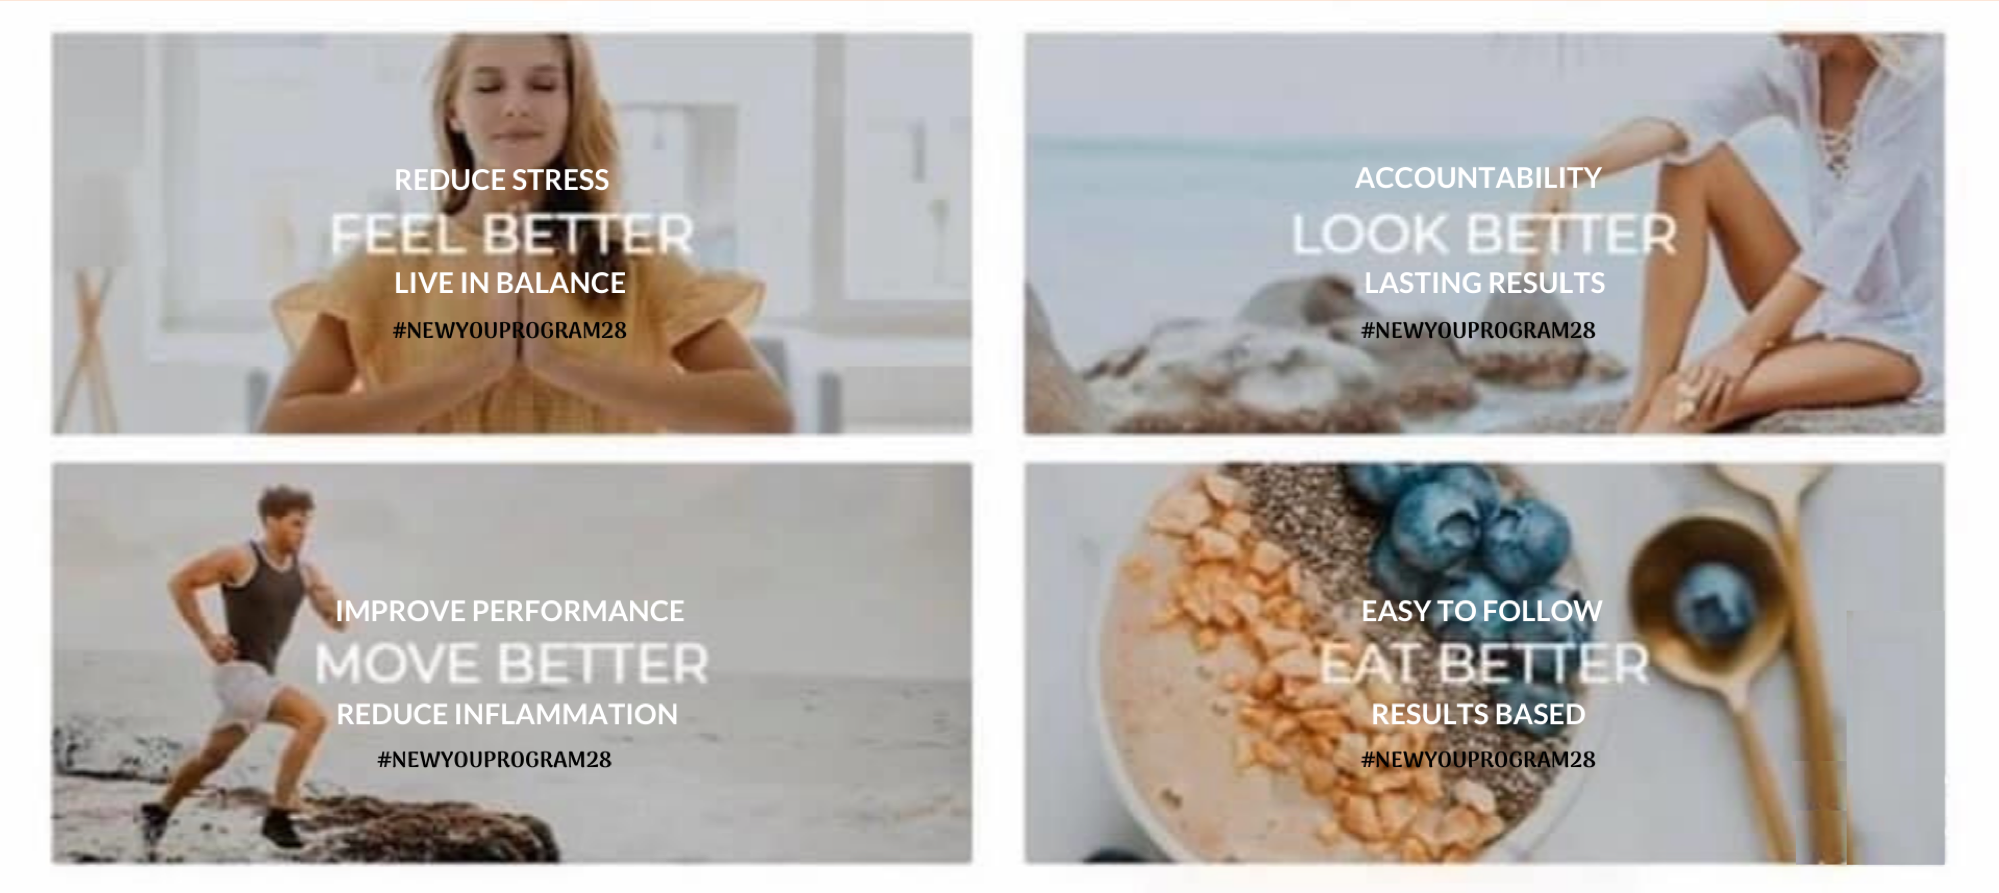 REDUCE STRESS
FEEL BETTER
LIVE IN BALANCE
#NEWYOUPROGRAM28
ACCOUNTABILITY
LOOK BETTER
LASTING RESULTS
#NEWYOUPROGRAM28
IMPROVE PERFORMANCE
MOVE BETTER
REDUCE INFLAMMATION
#NEWYOUPROGRAM28
EASY TO FOLLOW
EAT BETTER
RESULTS BASED
#NEWYOUPROGRAM28